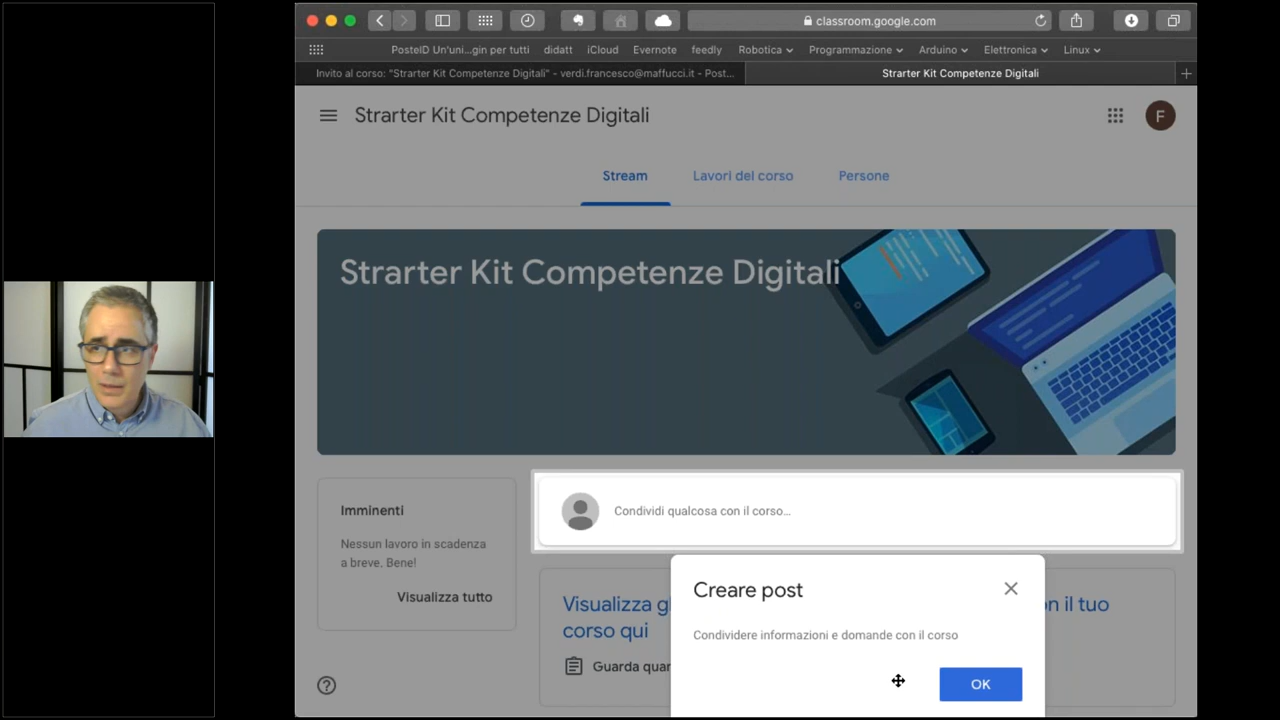 classroom.google.com
PosteID Un'uni...gin per tutti didatt iCloud Evernote feedly Robotica Programmazione Arduino Elettronica Linux
Invito al corso: "Strarter Kit Competenze Digitali" - verdi.francesco@maffucci.it - Post...
Strarter Kit Competenze Digitali
Strarter Kit Competenze Digitali
F
Stream Lavori del corso Persone
Strarter Kit Competenze Digitali
Imminenti
Nessun lavoro in scadenza
a breve. Bene!
Visualizza tutto
Condividi qualcosa con il corso...
Visualizza g
n il tuo
corso qui
Guarda quar
Creare post
Condividere informazioni e domande con il corso
OK